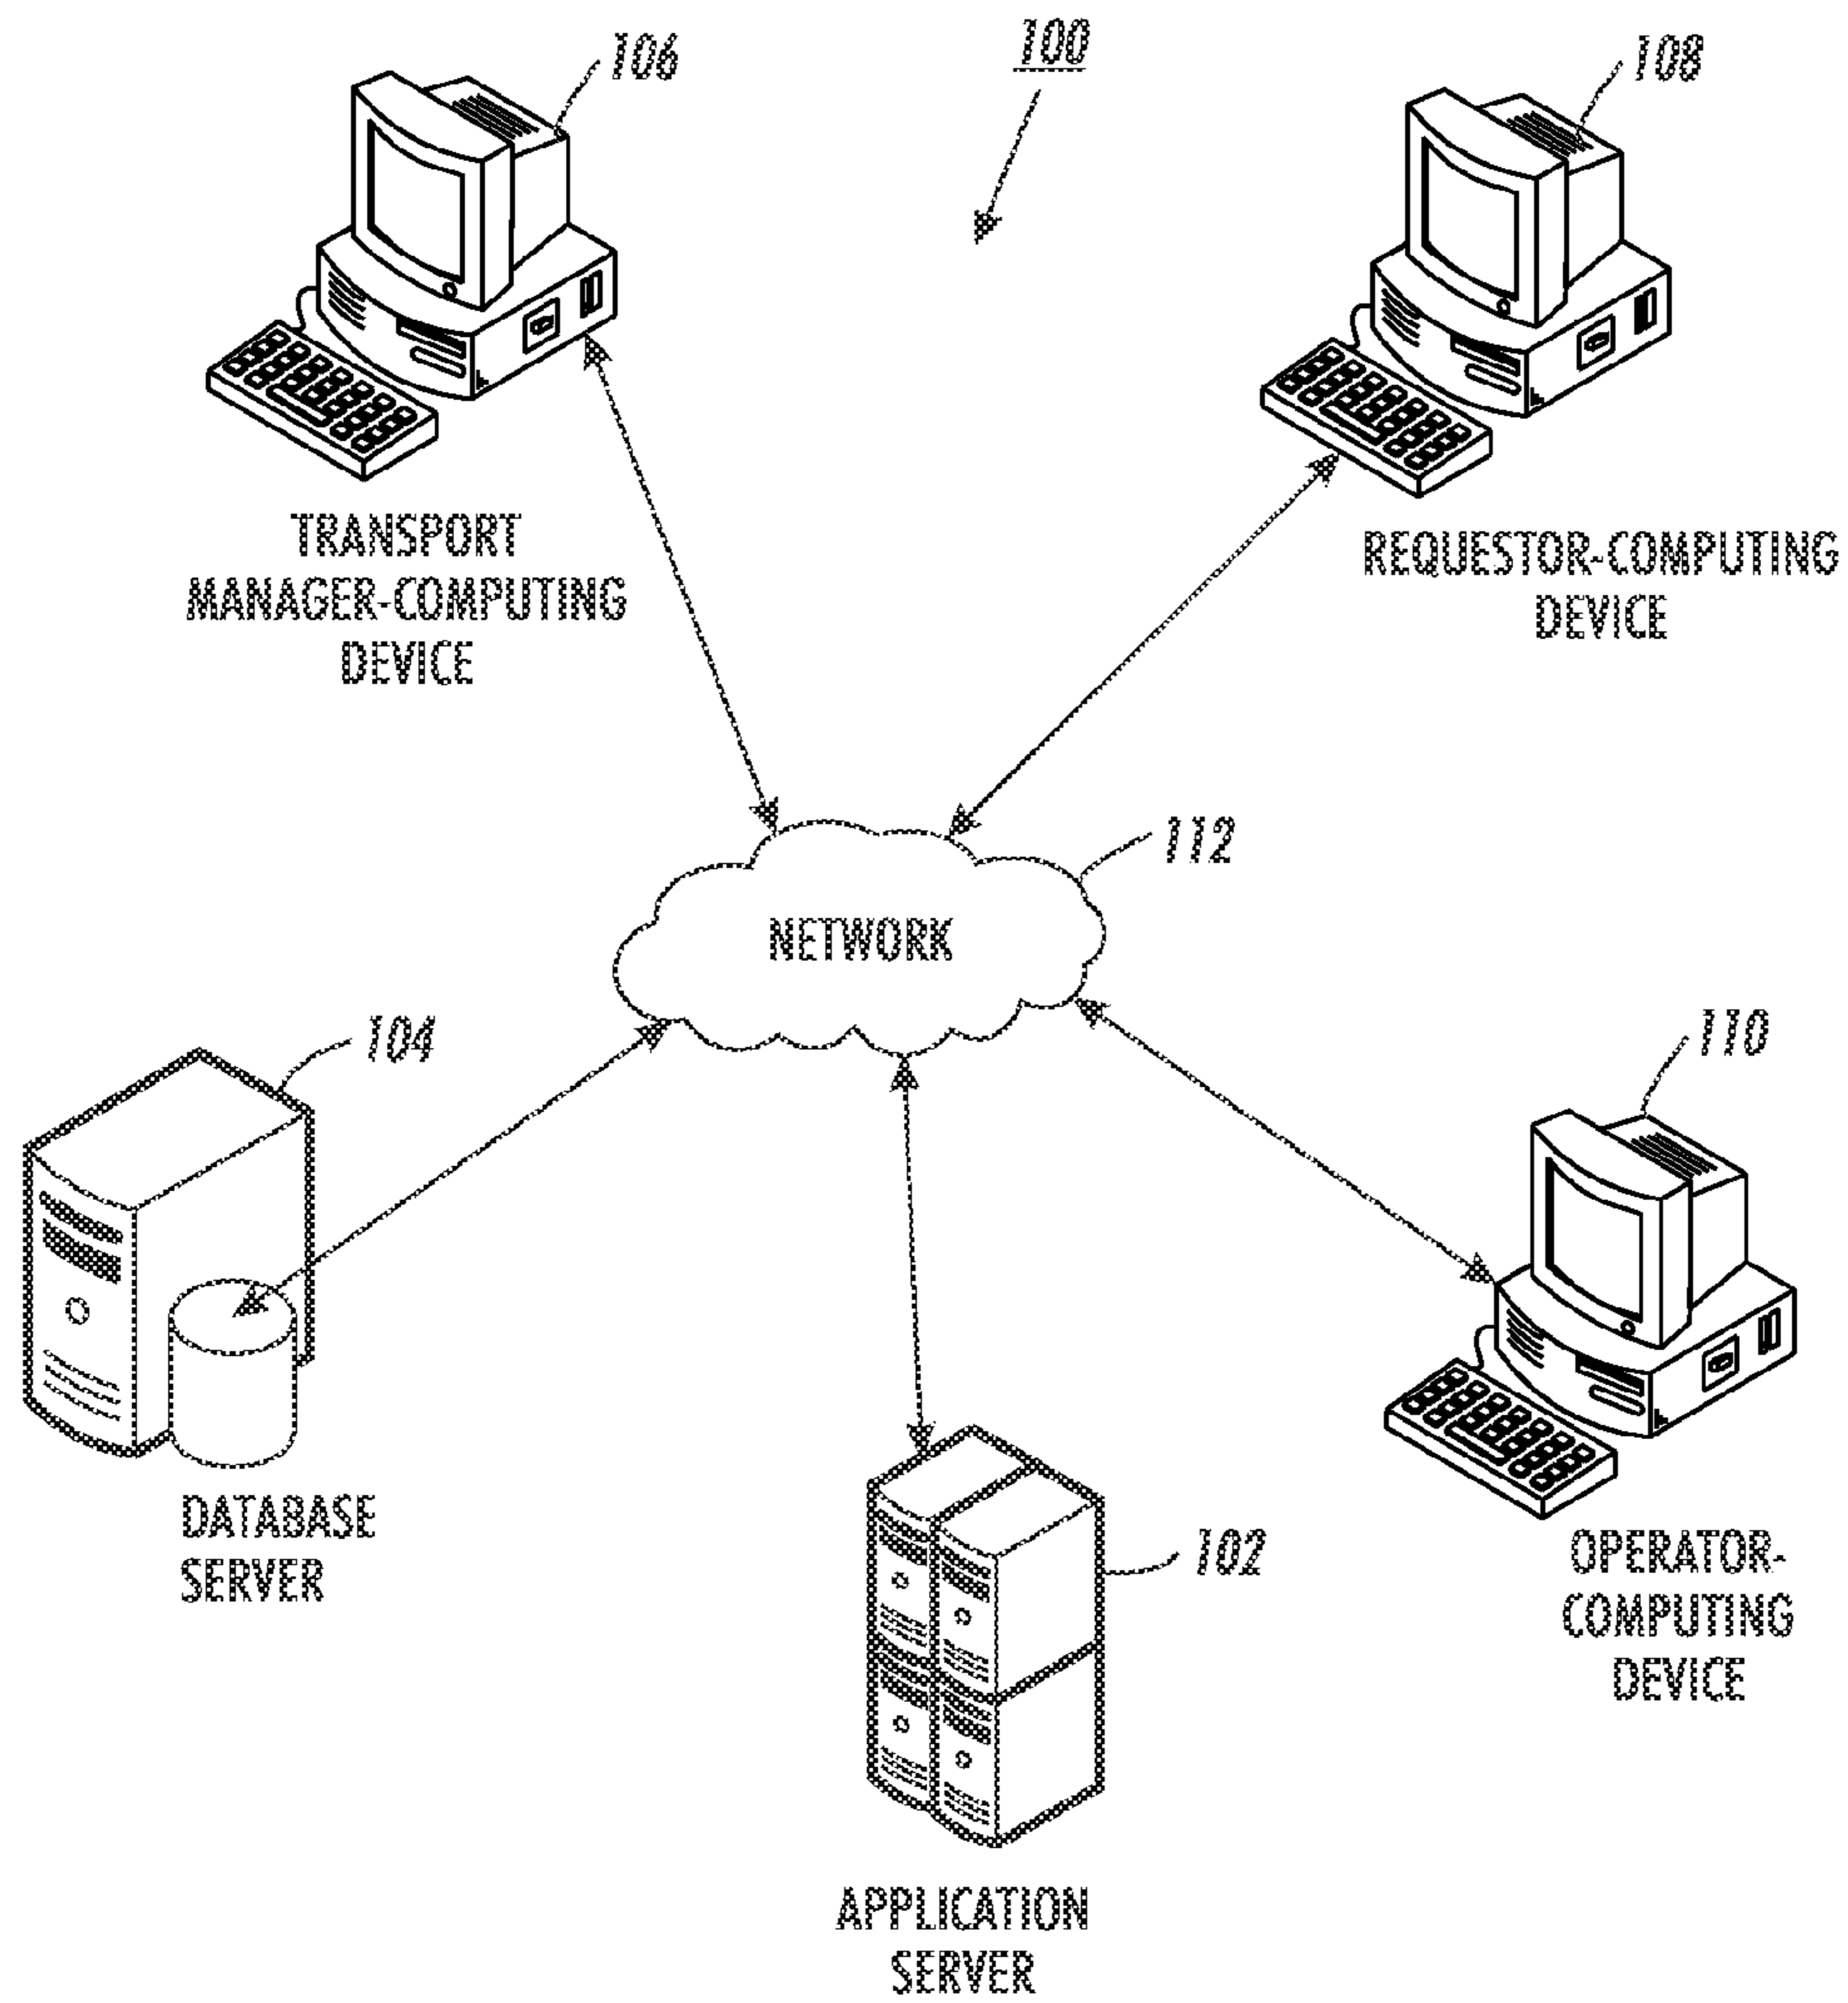 106
100
108
TRANSPORT
MANAGER-COMPUTING
DEVICE
REQUESTOR-COMPUTING
DEVICE
112
NETWORK
104
110
DATABASE
SERVER
102
OPERATOR-
COMPUTING
DEVICE
APPLICATION
SERVER